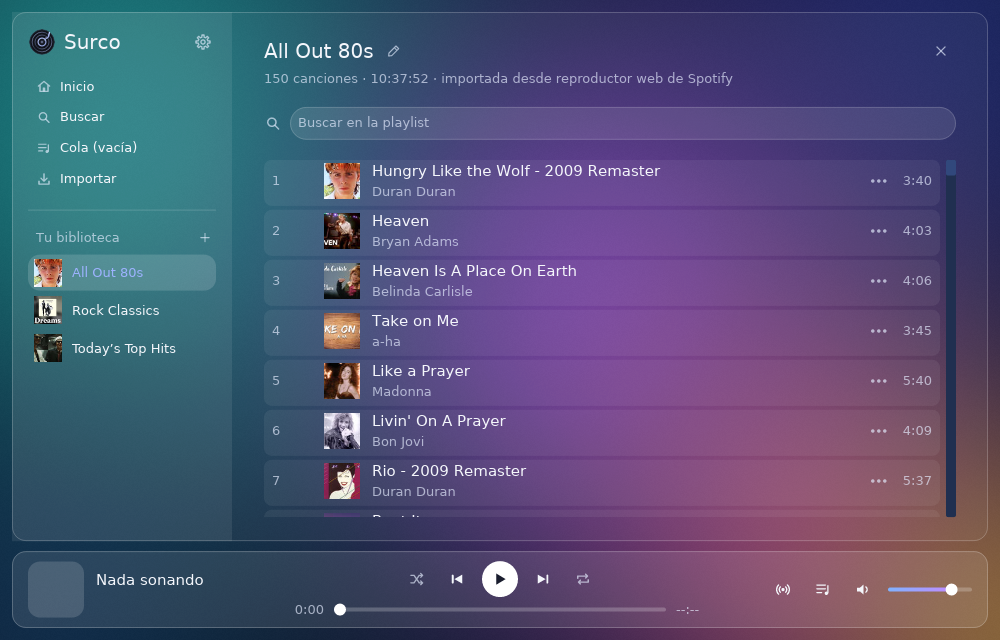 Surco
Inicio
Buscar
Cola (vacía)
Importar
Tu biblioteca
All Out 80s
Rock Classics
Today’s Top Hits
All Out 80s
150 canciones · 10:37:52 · importada desde reproductor web de Spotify
Buscar en la playlist
1 Hungry Like the Wolf - 2009 Remaster 3:40
Duran Duran
2 Heaven 4:03
Bryan Adams
3 Heaven Is A Place On Earth 4:06
Belinda Carlisle
4 Take on Me 3:45
a-ha
5 Like a Prayer 5:40
Madonna
6 Livin' On A Prayer 4:09
Bon Jovi
7 Rio - 2009 Remaster 5:37
Duran Duran
Nada sonando
0:00 --:--